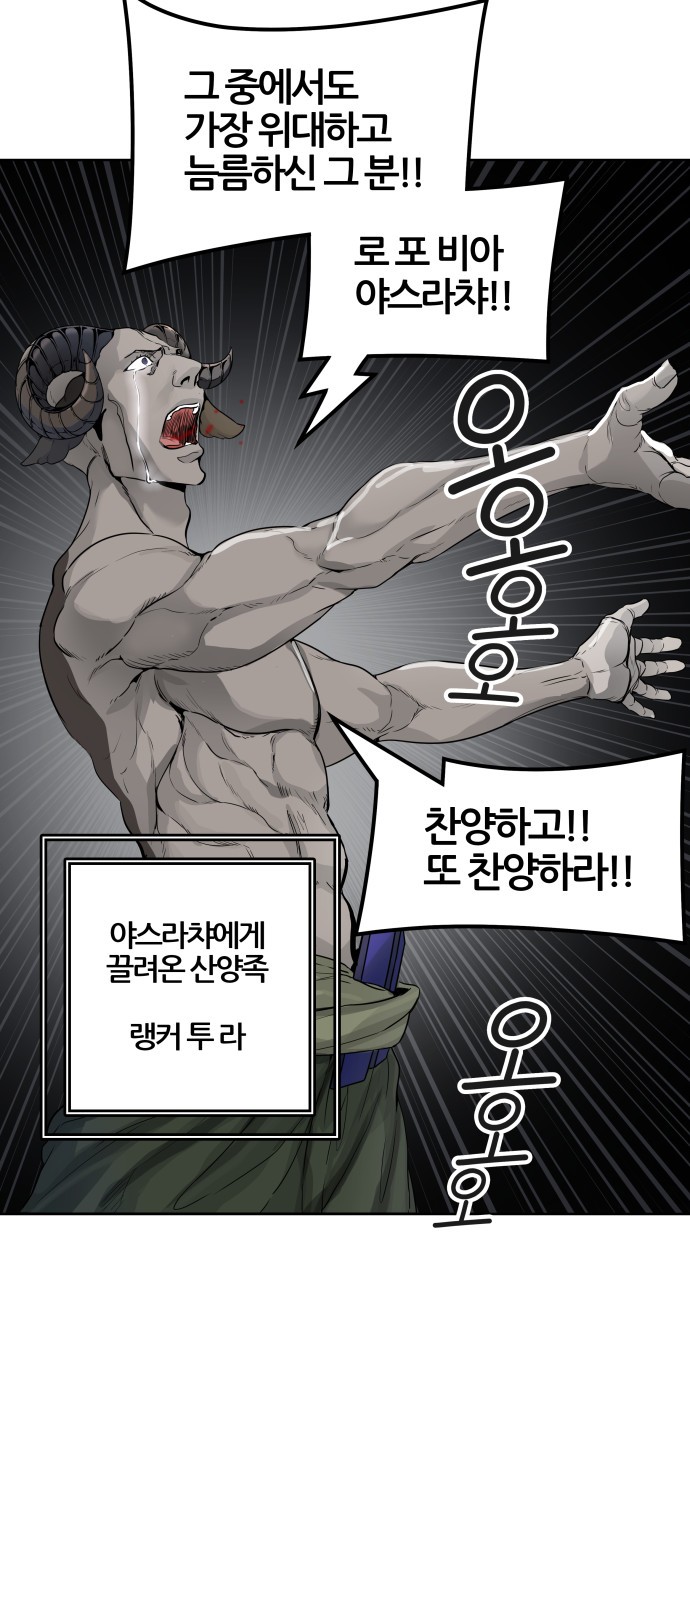 그 중에서도
가장 위대하고
늠름하신 그 분!!
로 포 비아
야스라챠!!
오오오오
찬양하고!!
또 찬양하라!!
야스라챠에게
끌려온 산양족
랭커 투 라
오오오